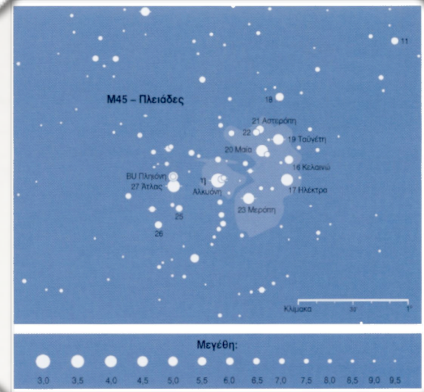 11
18
M45 – Πλειάδες
21 Αστερόπη
22
19 Ταϋγέτη
20 Μαία
16 Κελαινώ
BU Πληιόνη
27 Άτλας
η
Αλκυόνη
17 Ηλέκτρα
23 Μερόπη
25
26
Κλίμακα
30'
1°
Μεγέθη:
3,0 3,5 4,0 4,5 5,0 5,5 6,0 6,5 7,0 7,5 8,0 8,5 9,0 9,5